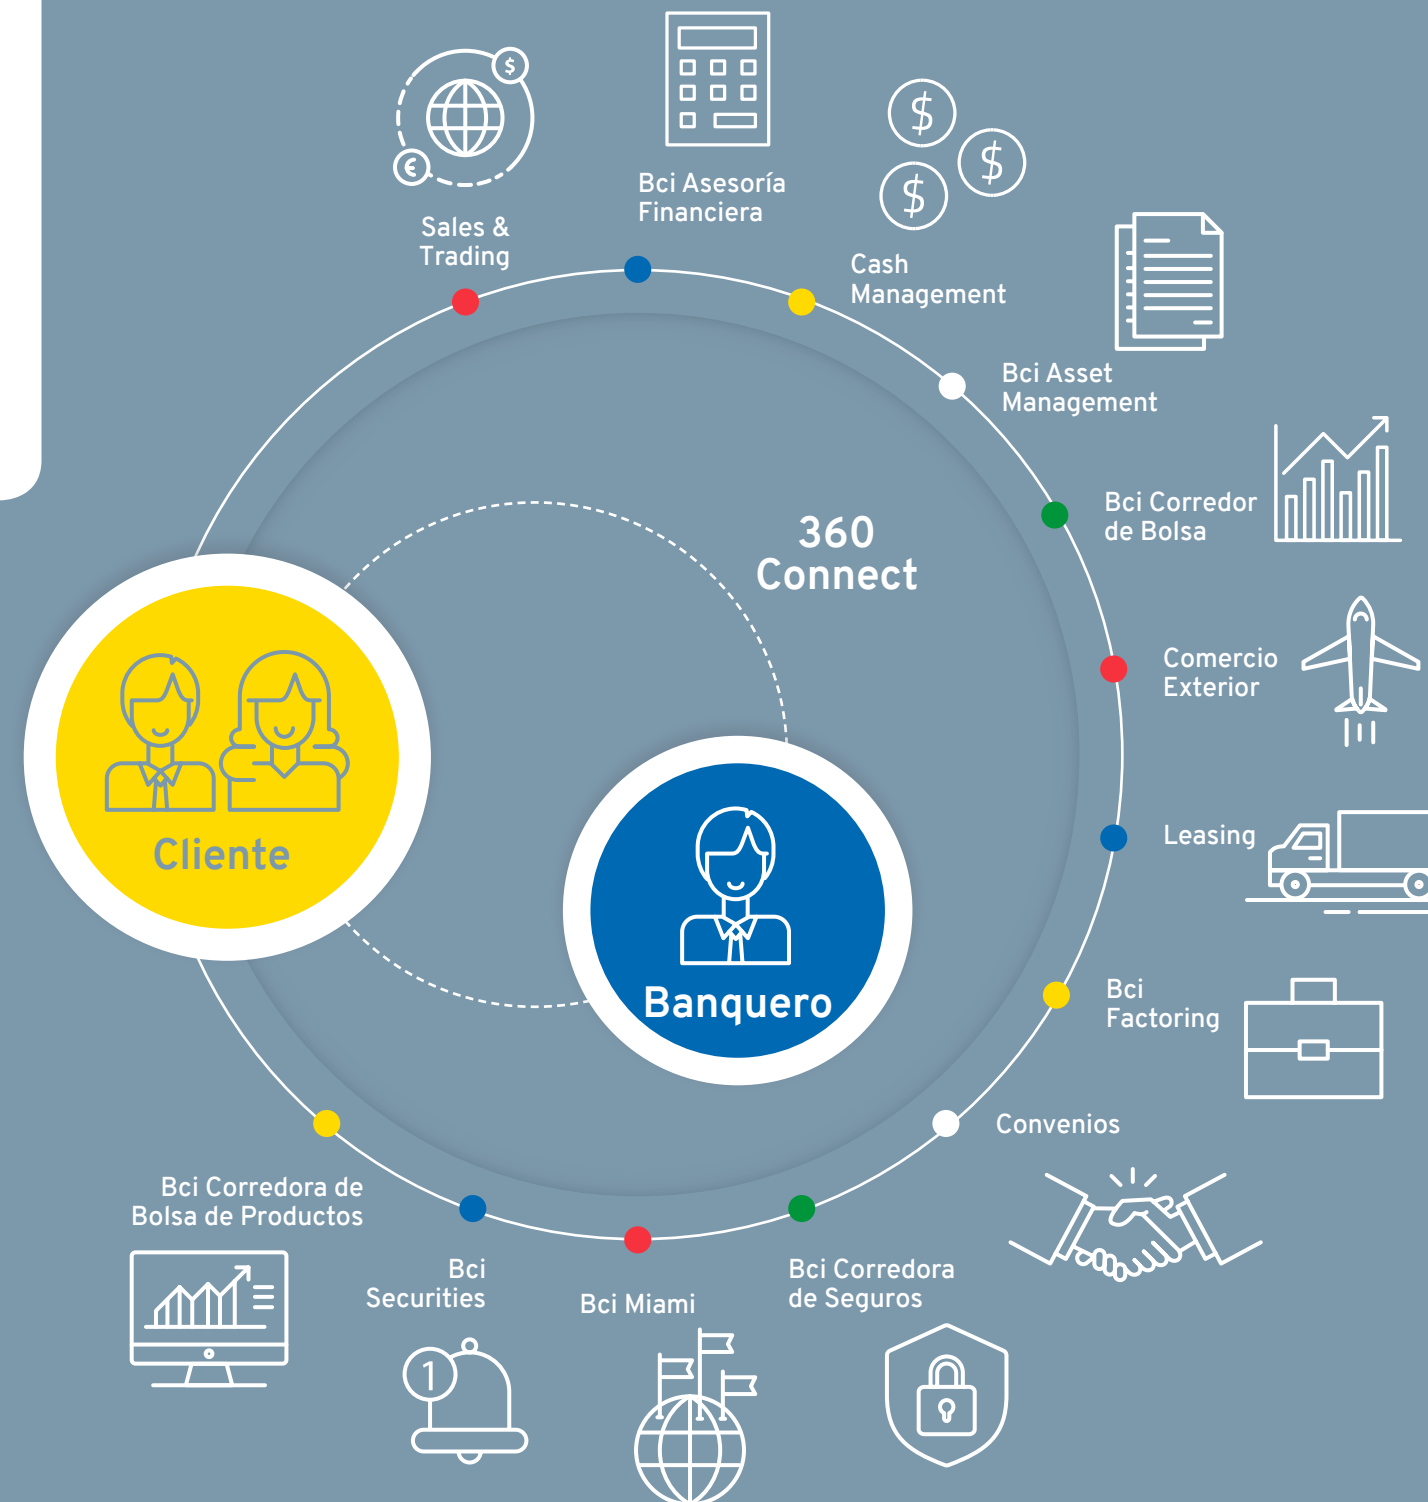 $
€
Sales &
Trading
Bci Asesoría
Financiera
$
$
$
Cash
Management
Bci Asset
Management
Bci Corredor
de Bolsa
360
Connect
Comercio
Exterior
Cliente
Leasing
Banquero
Bci
Factoring
Convenios
Bci Corredora de
Bolsa de Productos
Bci
Securities
1
Bci Miami
Bci Corredora
de Seguros